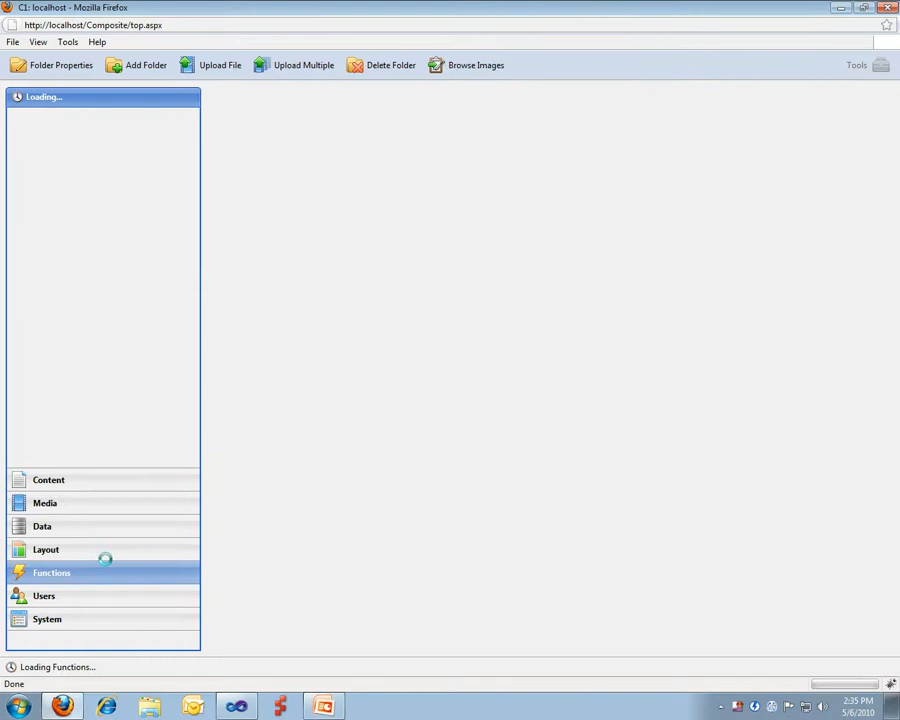 C1: localhost - Mozilla Firefox
http://localhost/Composite/top.aspx
File View Tools Help
Folder Properties Add Folder Upload File Upload Multiple Delete Folder Browse Images Tools
Loading...
Content
Media
Data
Layout
Functions
Users
System
Loading Functions...
Done
2:35 PM
5/6/2010